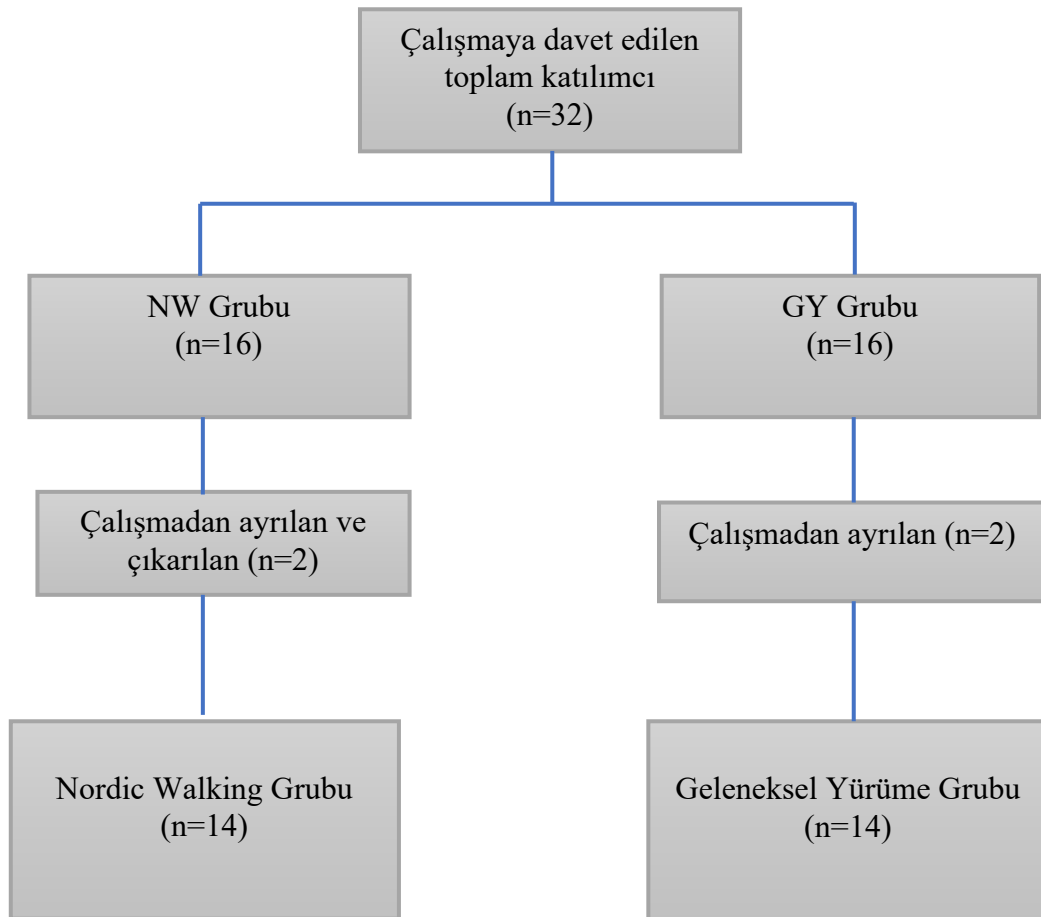 Çalışmaya davet edilen
toplam katılımcı
(n=32)
NW Grubu
(n=16)
GY Grubu
(n=16)
Çalışmadan ayrılan ve
çıkarılan (n=2)
Çalışmadan ayrılan (n=2)
Nordic Walking Grubu
(n=14)
Geleneksel Yürüme Grubu
(n=14)